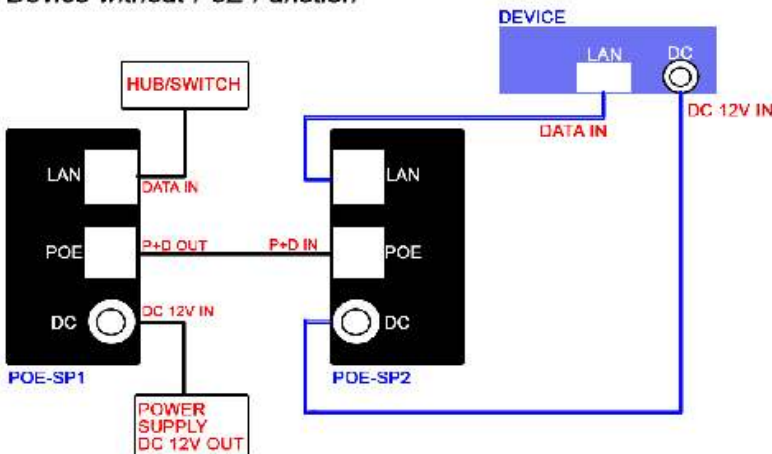 DEVICE
LAN
DC
HUB/SWITCH
DC 12V IN
DATA IN
LAN
DATA IN
LAN
POE
P+D OUT
P+D IN
POE
DC
DC 12V IN
DC
POE-SP1
POE-SP2
POWER
SUPPLY
DC 12V OUT